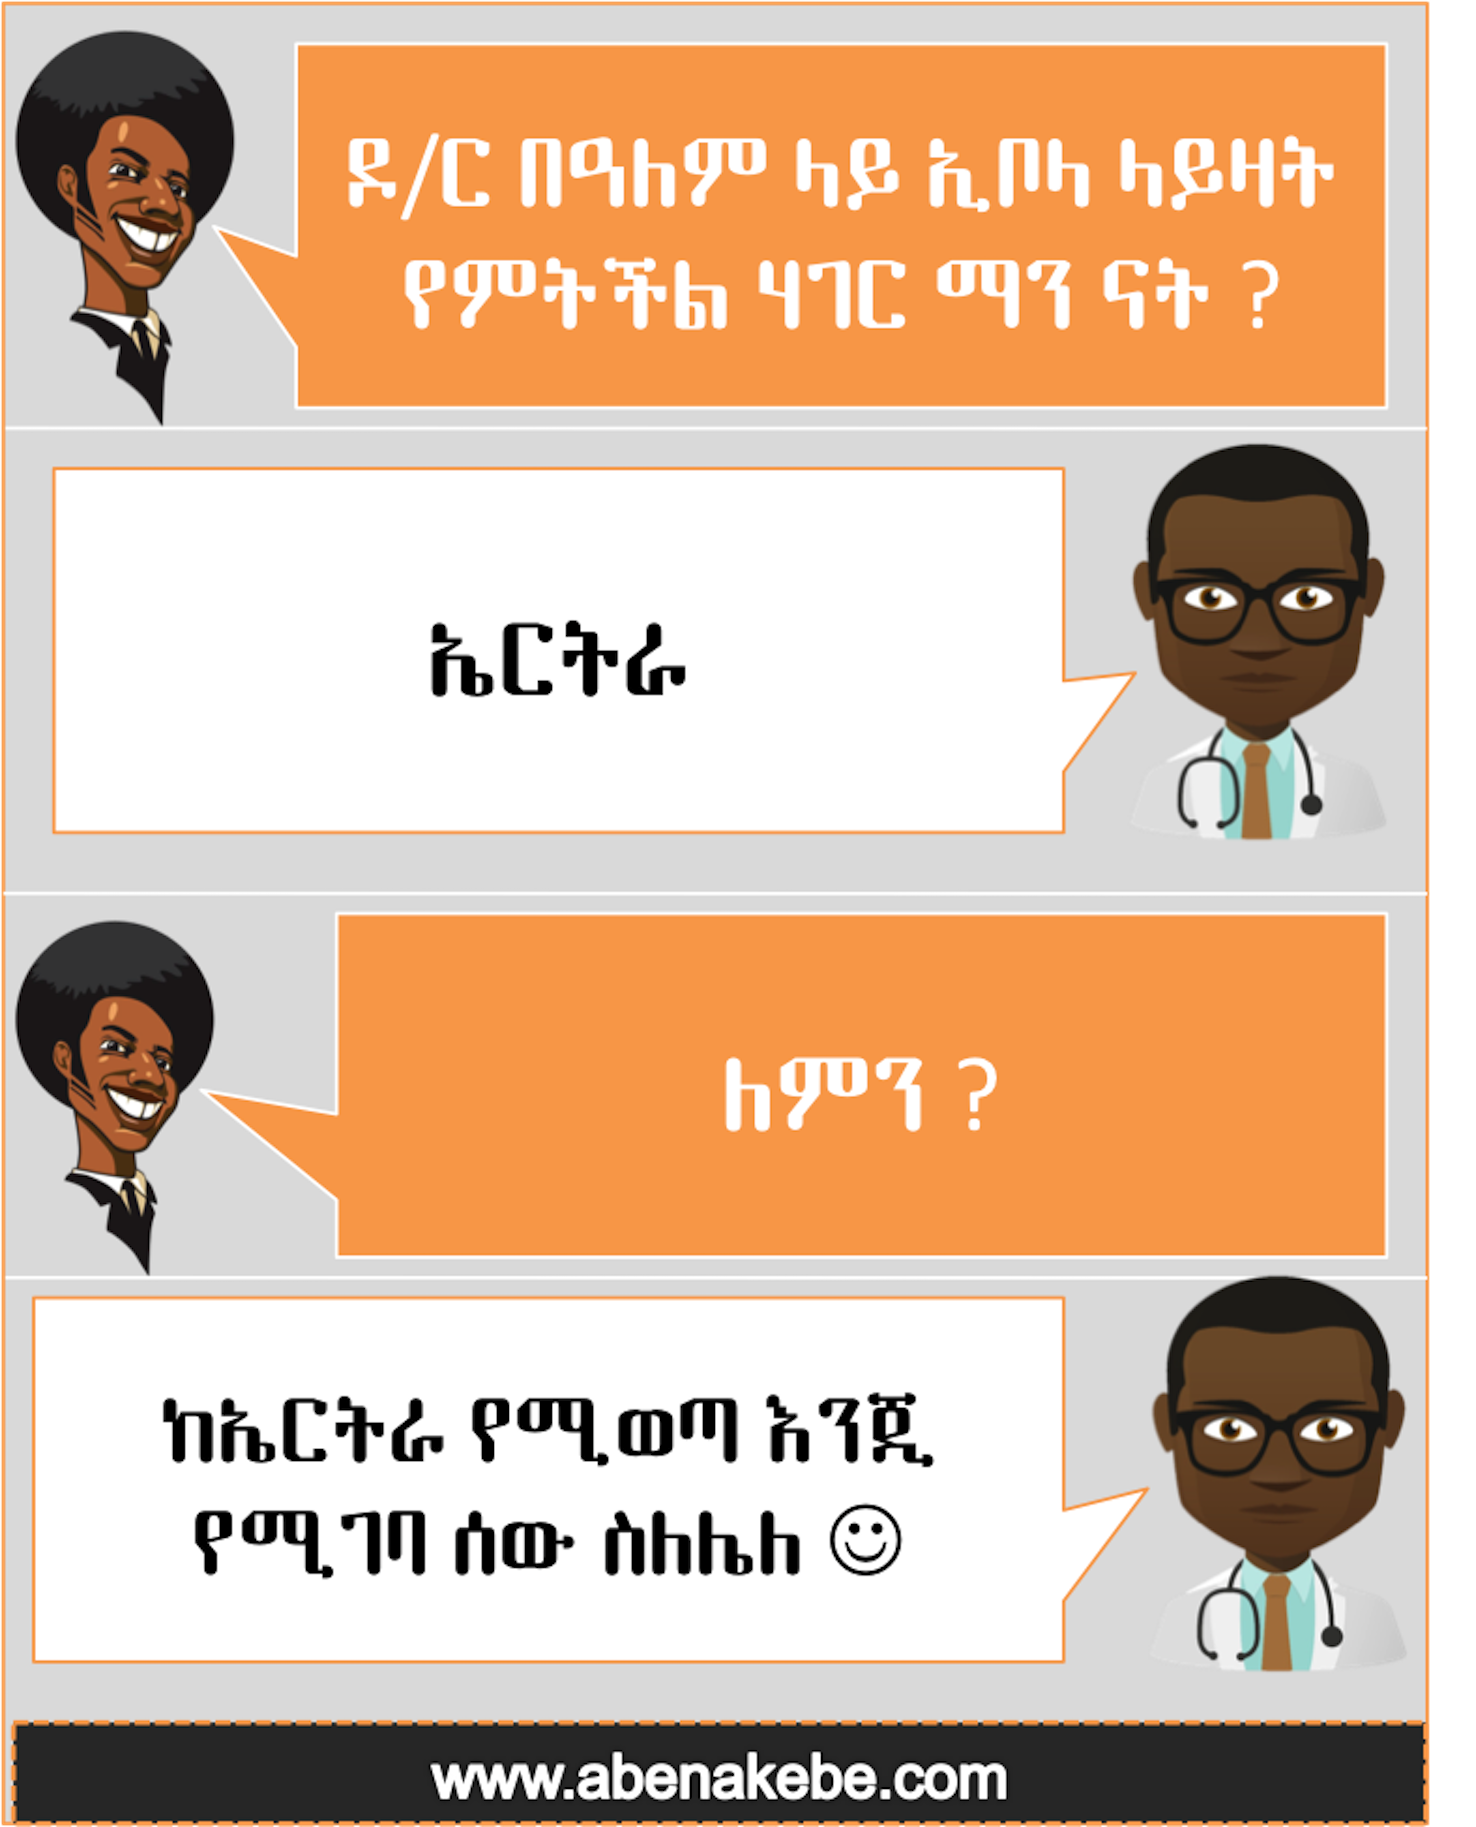 ዶ/ር በዓለም ላይ ኢቦላ ላይዛት
የምትችል ሃገር ማን ናት ?
ኤርትራ
ለምን ?
ከኤርትራ የሚወጣ እንጂ
የሚገባ ሰው ስለሌለ ☺
www.abenakebe.com